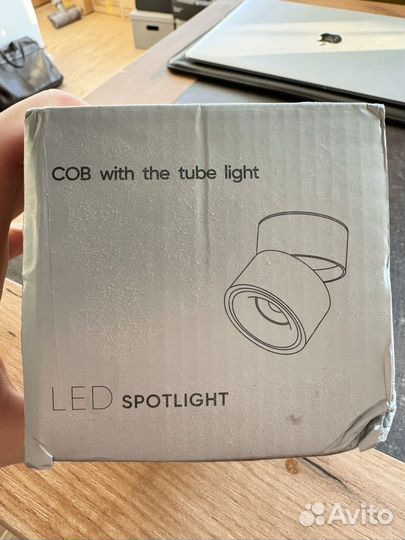 COB with the tube light
LED SPOTLIGHT
Avito